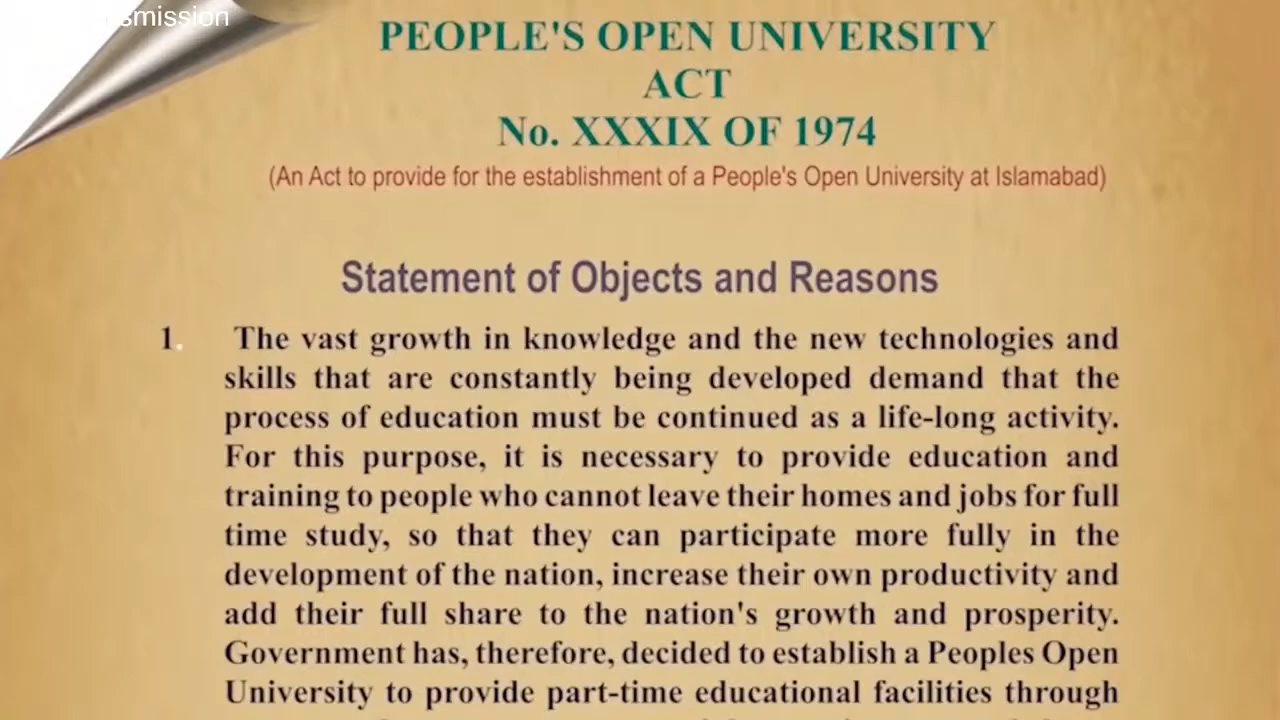 smission
PEOPLE'S OPEN UNIVERSITY
ACT
No. XXXIX OF 1974
(An Act to provide for the establishment of a People's Open University at Islamabad)
Statement of Objects and Reasons
1. The vast growth in knowledge and the new technologies and
skills that are constantly being developed demand that the
process of education must be continued as a life-long activity.
For this purpose, it is necessary to provide education and
training to people who cannot leave their homes and jobs for full
time study, so that they can participate more fully in the
development of the nation, increase their own productivity and
add their full share to the nation's growth and prosperity.
Government has, therefore, decided to establish a Peoples Open
University to provide part-time educational facilities through